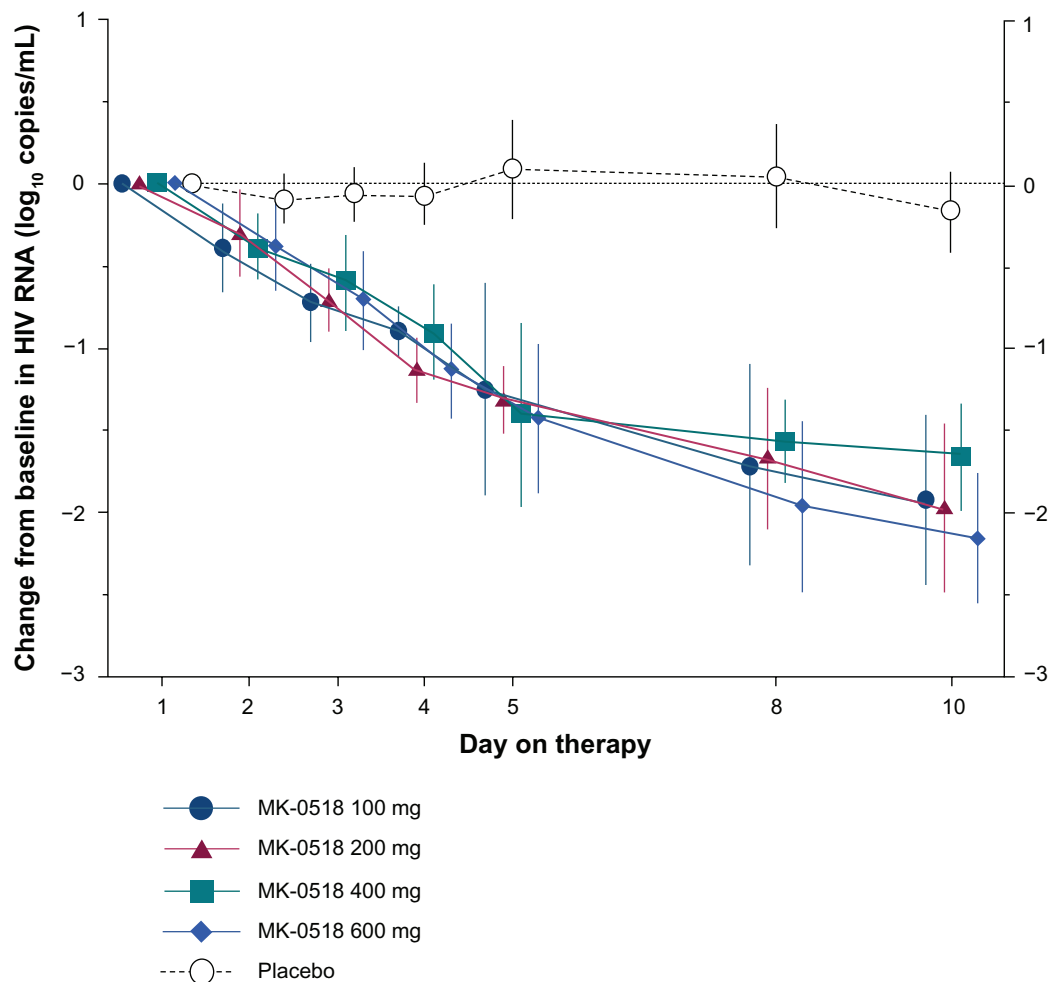 Change from baseline in HIV RNA (log₁₀ copies/mL)
1
0
−1
−2
−3
1
0
−1
−2
−3
1 2 3 4 5 8 10
Day on therapy
MK-0518 100 mg
MK-0518 200 mg
MK-0518 400 mg
MK-0518 600 mg
Placebo